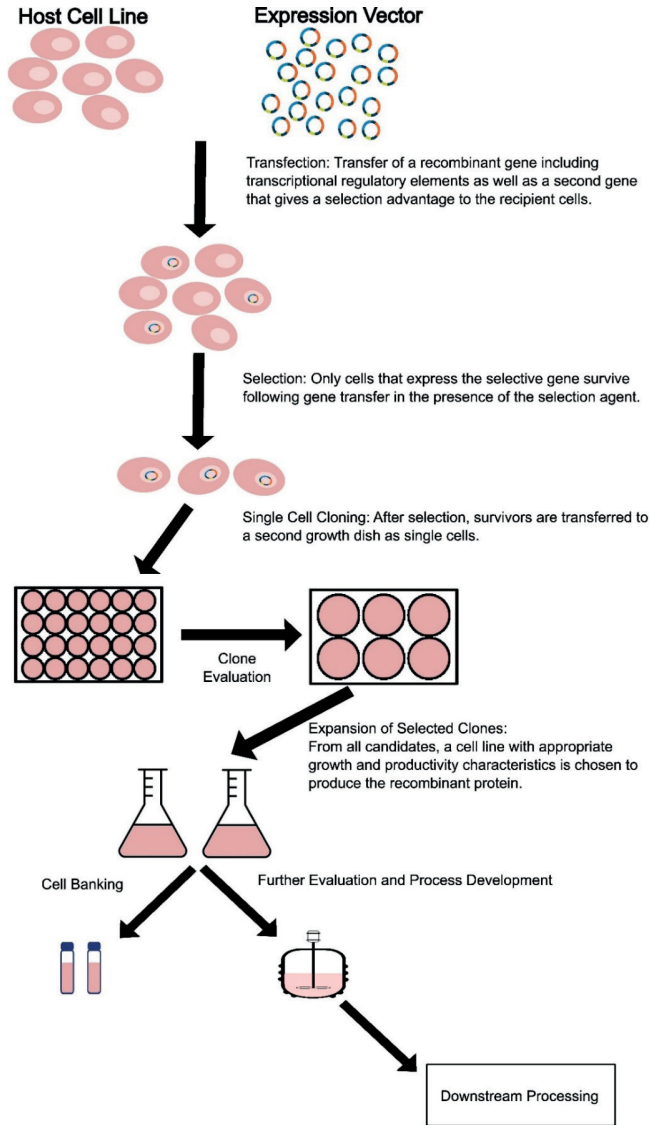 Host Cell Line
Expression Vector
Transfection: Transfer of a recombinant gene including
transcriptional regulatory elements as well as a second gene
that gives a selection advantage to the recipient cells.
Selection: Only cells that express the selective gene survive
following gene transfer in the presence of the selection agent.
Single Cell Cloning: After selection, survivors are transferred to
a second growth dish as single cells.
Clone
Evaluation
Expansion of Selected Clones:
From all candidates, a cell line with appropriate
growth and productivity characteristics is chosen to
produce the recombinant protein.
Cell Banking
Further Evaluation and Process Development
Downstream Processing